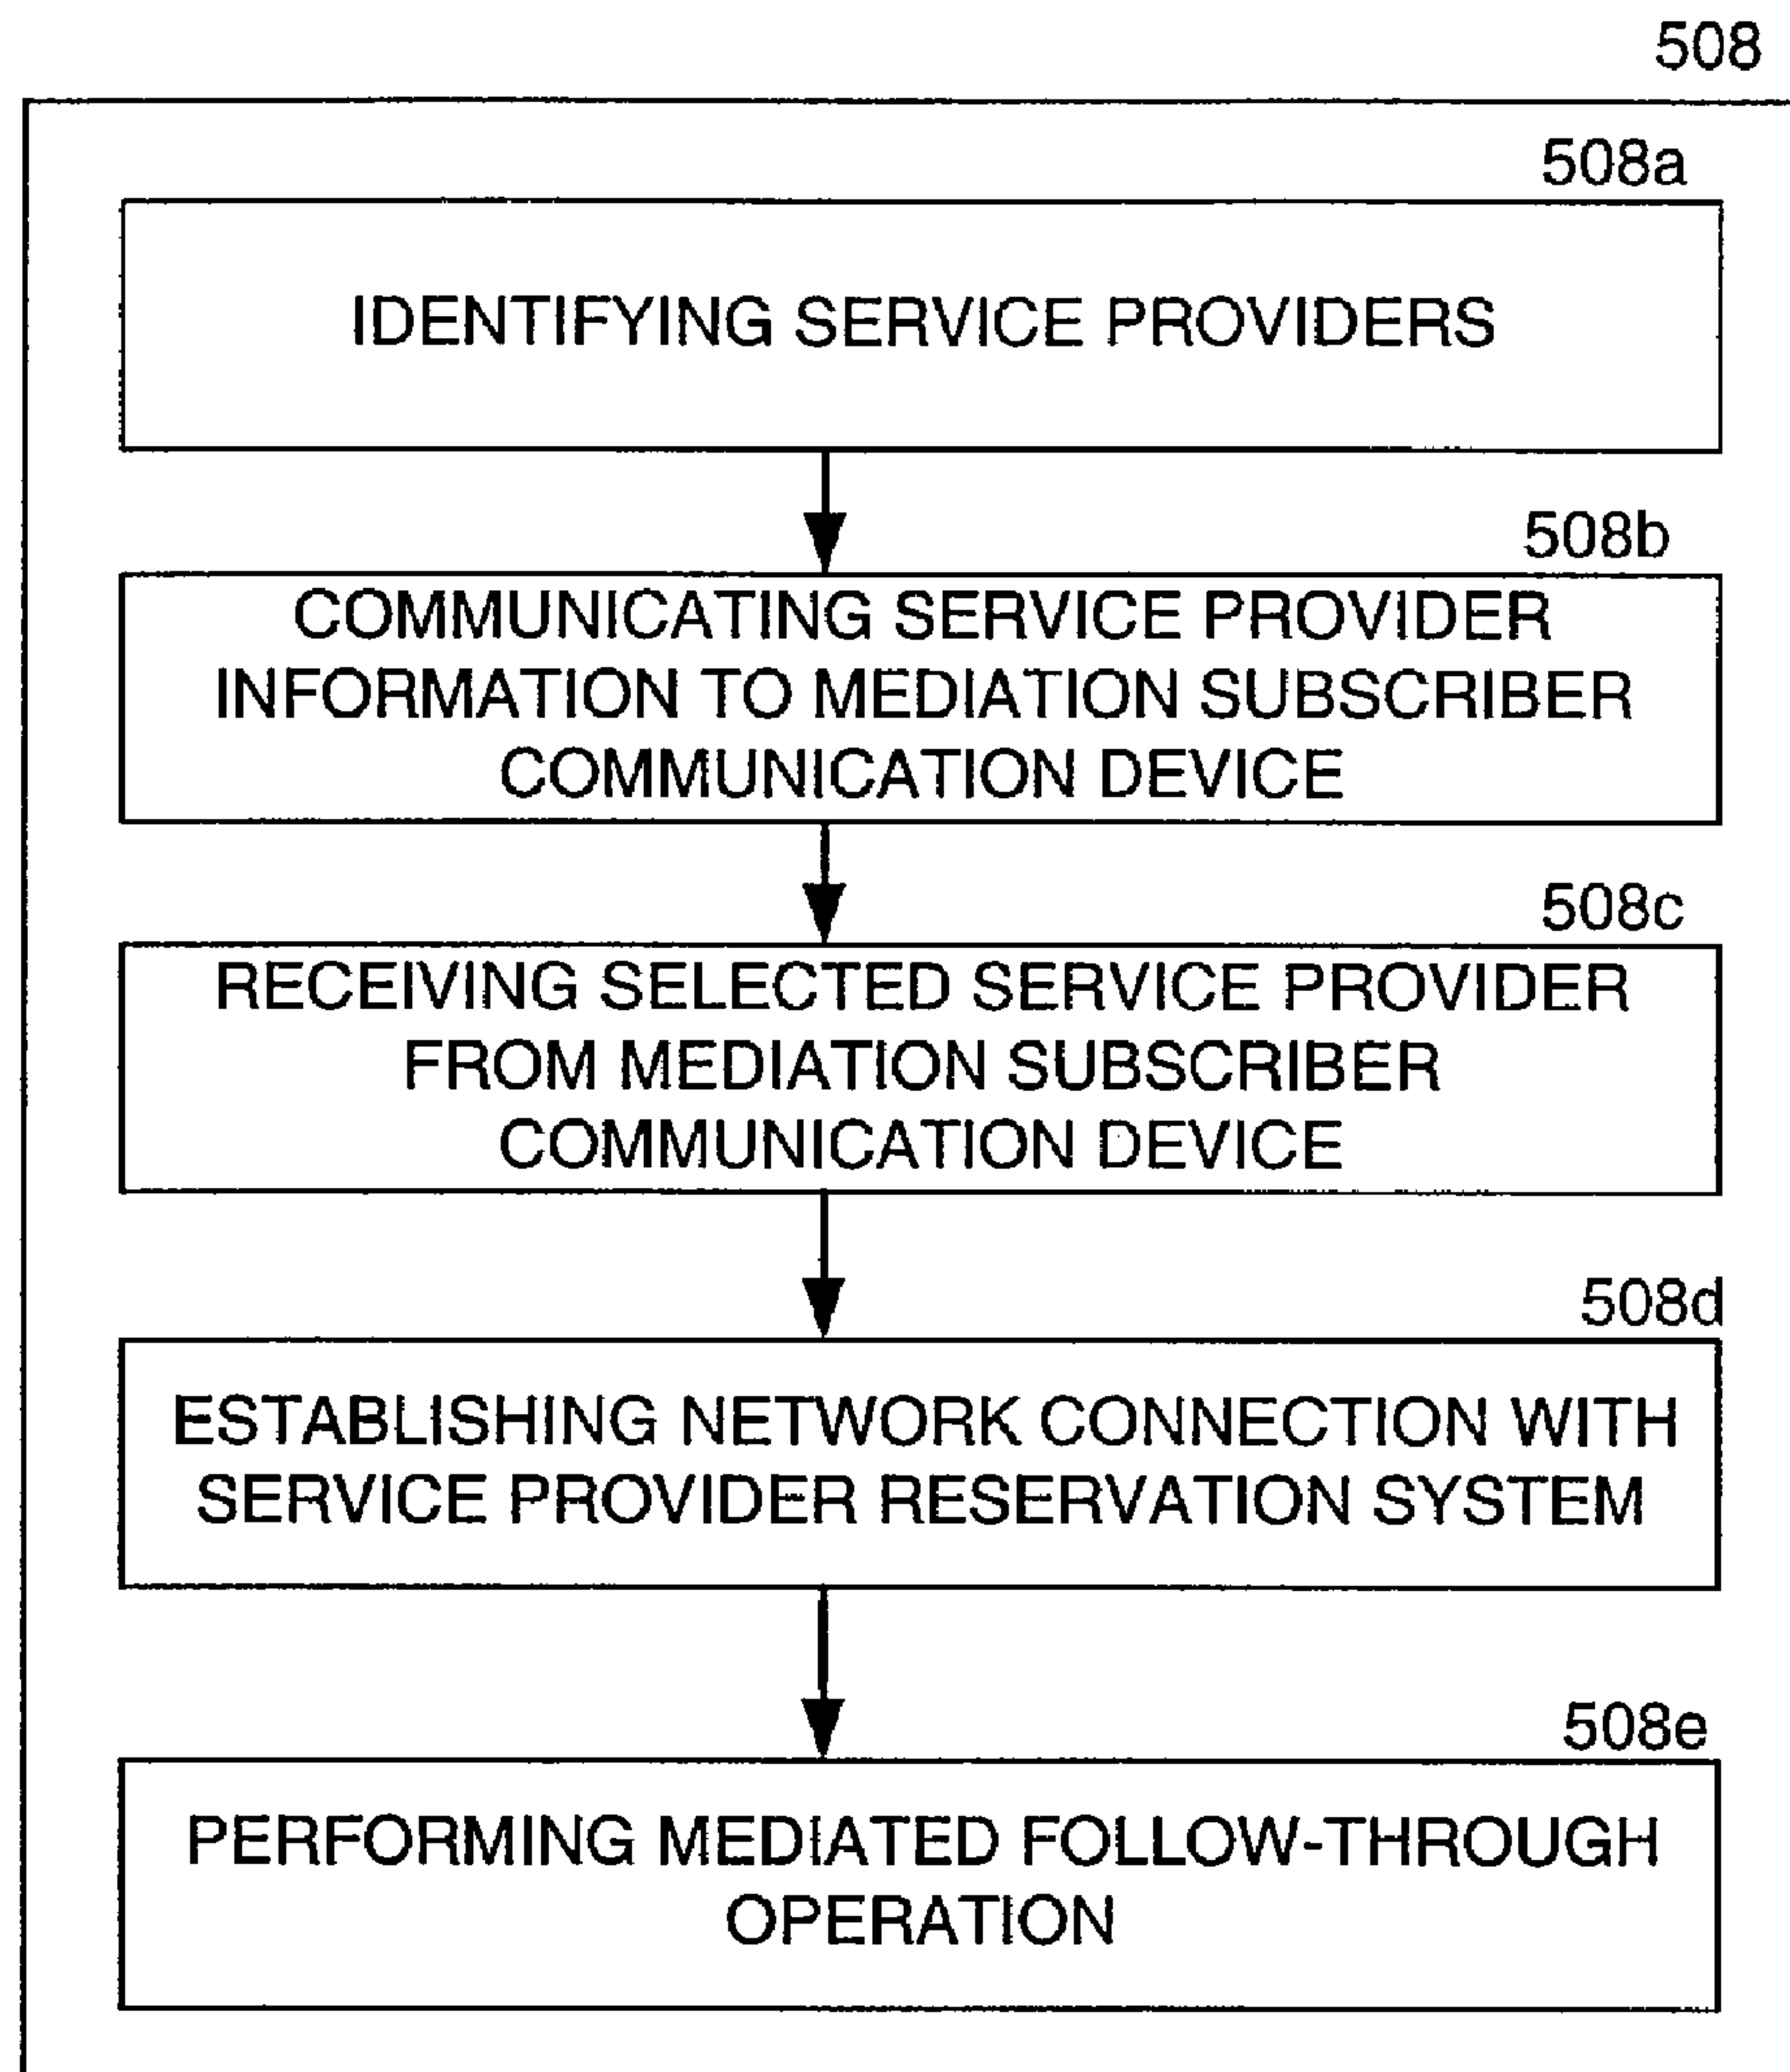 508
508a
IDENTIFYING SERVICE PROVIDERS
508b
COMMUNICATING SERVICE PROVIDER
INFORMATION TO MEDIATION SUBSCRIBER
COMMUNICATION DEVICE
508c
RECEIVING SELECTED SERVICE PROVIDER
FROM MEDIATION SUBSCRIBER
COMMUNICATION DEVICE
508d
ESTABLISHING NETWORK CONNECTION WITH
SERVICE PROVIDER RESERVATION SYSTEM
508e
PERFORMING MEDIATED FOLLOW-THROUGH
OPERATION